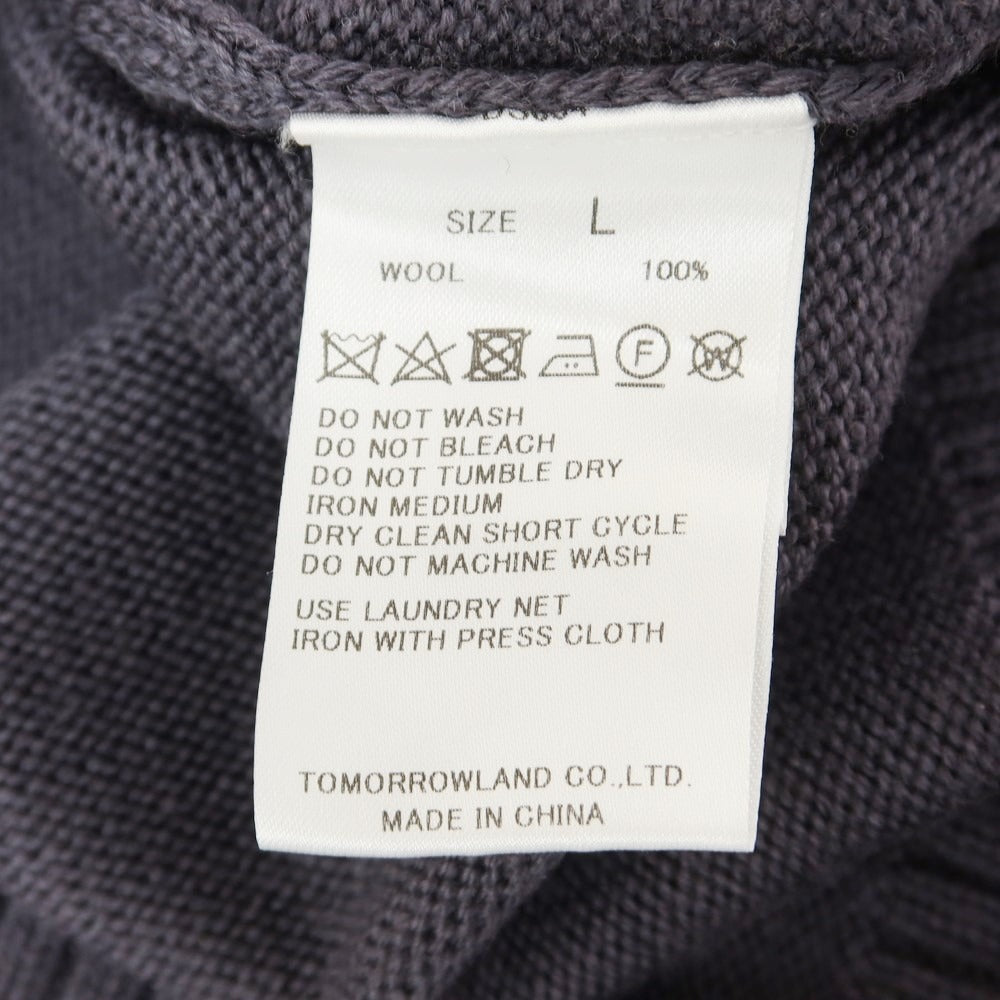 SIZE L
WOOL 100%
F W
DO NOT WASH
DO NOT BLEACH
DO NOT TUMBLE DRY
IRON MEDIUM
DRY CLEAN SHORT CYCLE
DO NOT MACHINE WASH
USE LAUNDRY NET
IRON WITH PRESS CLOTH
TOMORROWLAND CO.,LTD.
MADE IN CHINA